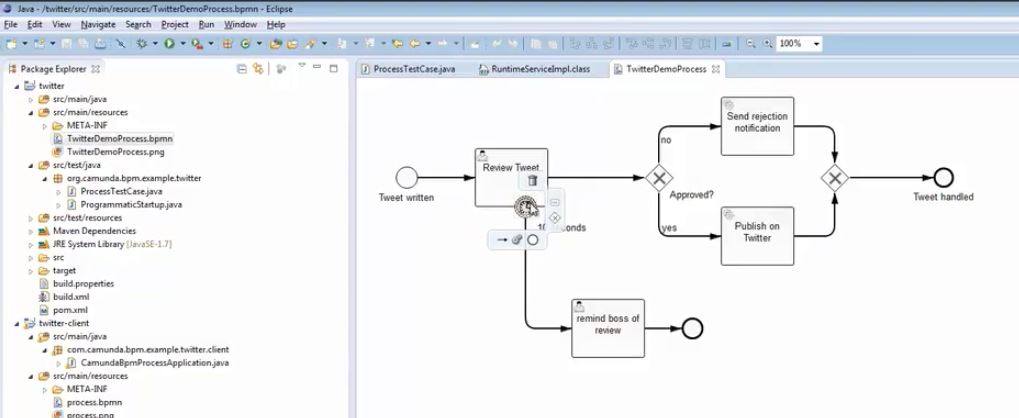 Java - /twitter/src/main/resources/TwitterDemoProcess.bpmn - Eclipse
File Edit View Navigate Search Project Run Window Help
100%
Package Explorer
twitter
src/main/java
src/main/resources
META-INF
TwitterDemoProcess.bpmn
TwitterDemoProcess.png
src/test/java
org.camunda.bpm.example.twitter
ProcessTestCase.java
ProgrammaticStartup.java
src/test/resources
Maven Dependencies
JRE System Library [JavaSE-1.7]
src
target
build.properties
build.xml
pom.xml
twitter-client
src/main/java
com.camunda.bpm.example.twitter.client
CamundaBpmProcessApplication.java
src/main/resources
META-INF
process.bpmn
process.png
ProcessTestCase.java RuntimeServiceImpl.class TwitterDemoProcess
Tweet written
Review Tweet
no
Send rejection
notification
Approved?
yes
Publish on
Twitter
Tweet handled
remind boss of
review